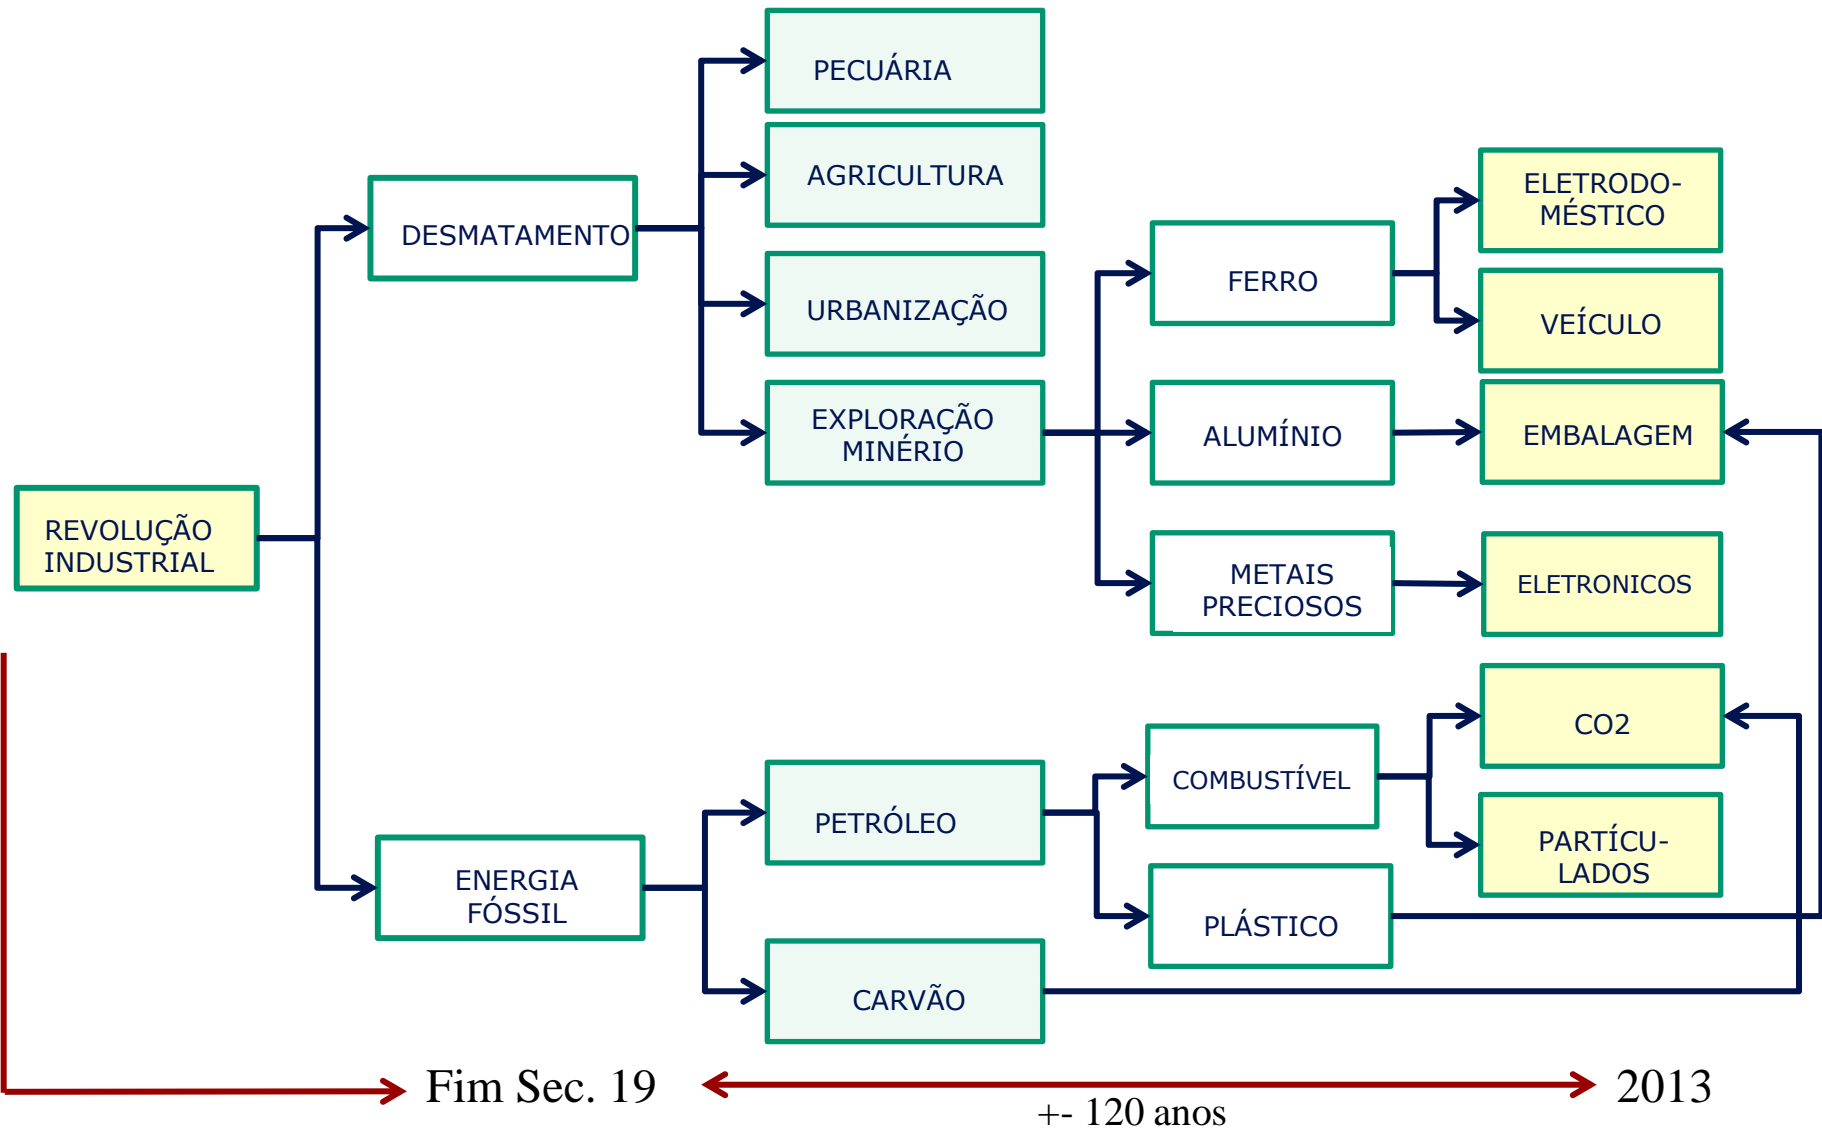 PECUÁRIA
AGRICULTURA
DESMATAMENTO
URBANIZAÇÃO
EXPLORAÇÃO
MINÉRIO
FERRO
ELETRODO-
MÉSTICO
VEÍCULO
ALUMÍNIO
EMBALAGEM
REVOLUÇÃO
INDUSTRIAL
METAIS
PRECIOSOS
ELETRONICOS
ENERGIA
FÓSSIL
PETRÓLEO
COMBUSTÍVEL
CO2
PARTÍCU-
LADOS
PLÁSTICO
CARVÃO
Fim Sec. 19
+- 120 anos
2013